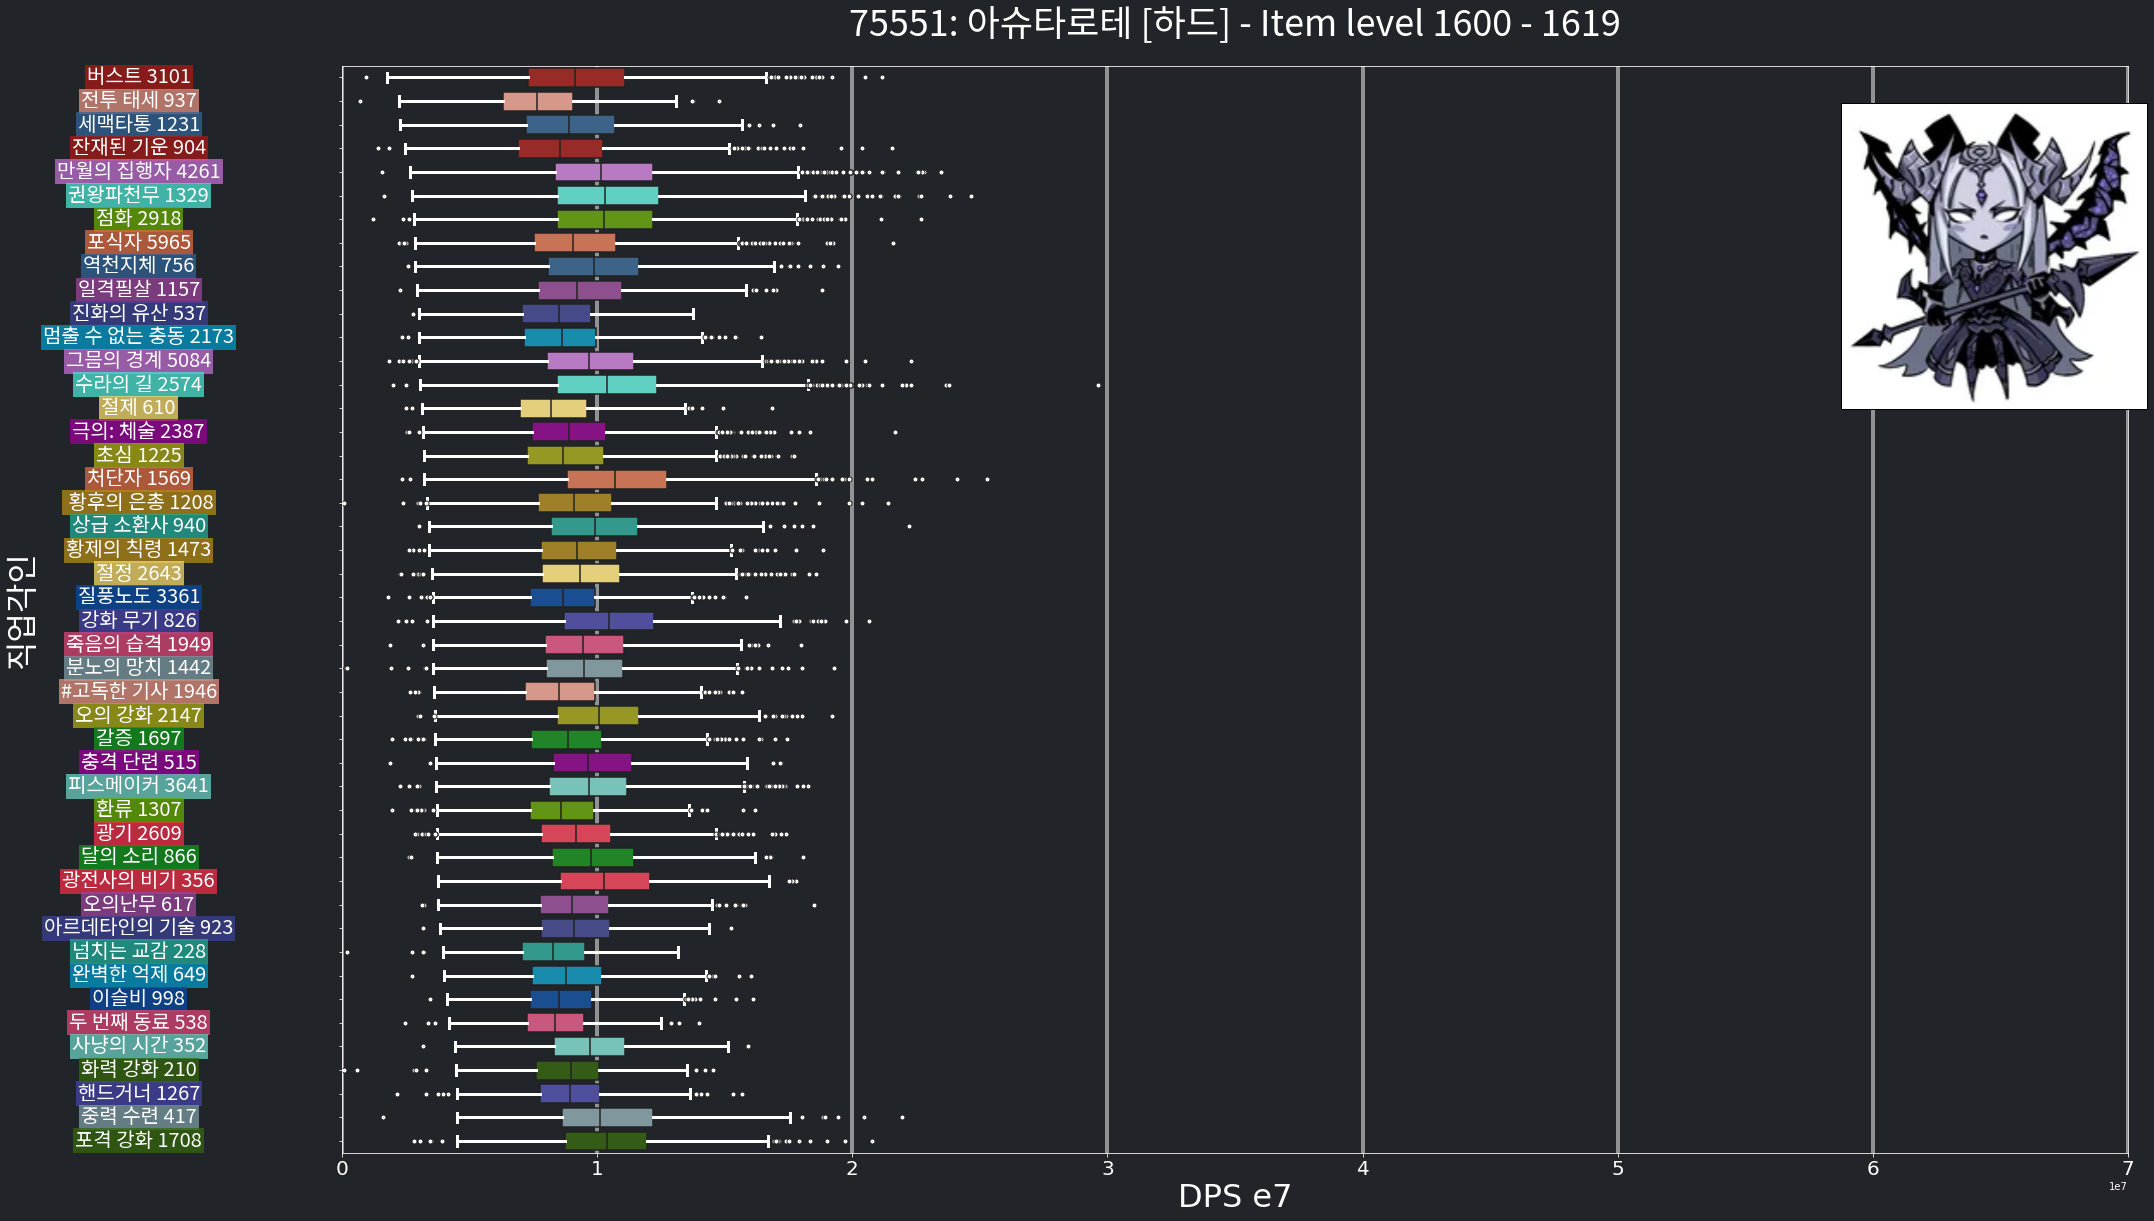 75551: 아슈타로테 [하드] - Item level 1600 - 1619
직업각인
버스트 3101
전투 태세 937
세맥타통 1231
잔재된 기운 904
만월의 집행자 4261
권왕파천무 1329
점화 2918
포식자 5965
역천지체 756
일격필살 1157
진화의 유산 537
멈출 수 없는 충동 2173
그믐의 경계 5084
수라의 길 2574
절제 610
극의: 체술 2387
초심 1225
처단자 1569
황후의 은총 1208
상급 소환사 940
황제의 칙령 1473
절정 2643
질풍노도 3361
강화 무기 826
죽음의 습격 1949
분노의 망치 1442
#고독한 기사 1946
오의 강화 2147
갈증 1697
충격 단련 515
피스메이커 3641
환류 1307
광기 2609
달의 소리 866
광전사의 비기 356
오의난무 617
아르데타인의 기술 923
넘치는 교감 228
완벽한 억제 649
이슬비 998
두 번째 동료 538
사냥의 시간 352
화력 강화 210
핸드거너 1267
중력 수련 417
포격 강화 1708
0 1 2 3 4 5 6 7
1e7
DPS e7